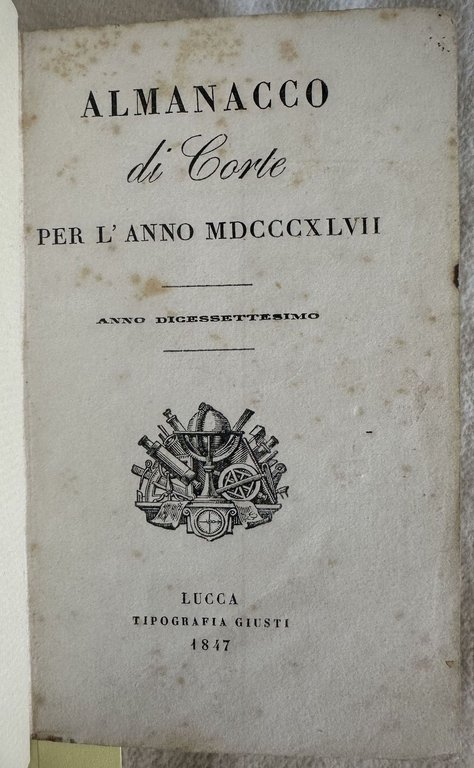 ALMANACCO
di Corte
PER L' ANNO MDCCCXLVII
ANNO DICESSETTESIMO
LUCCA
TIPOGRAFIA GIUSTI
1847